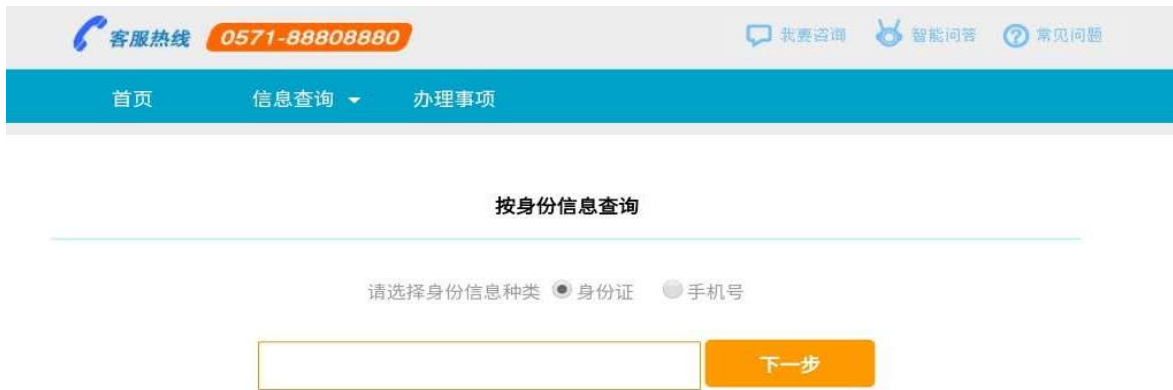 客服热线 0571-88808880 我要咨询 智能问答 常见问题
首页 信息查询 办理事项
按身份信息查询
请选择身份信息种类 身份证 手机号
下一步